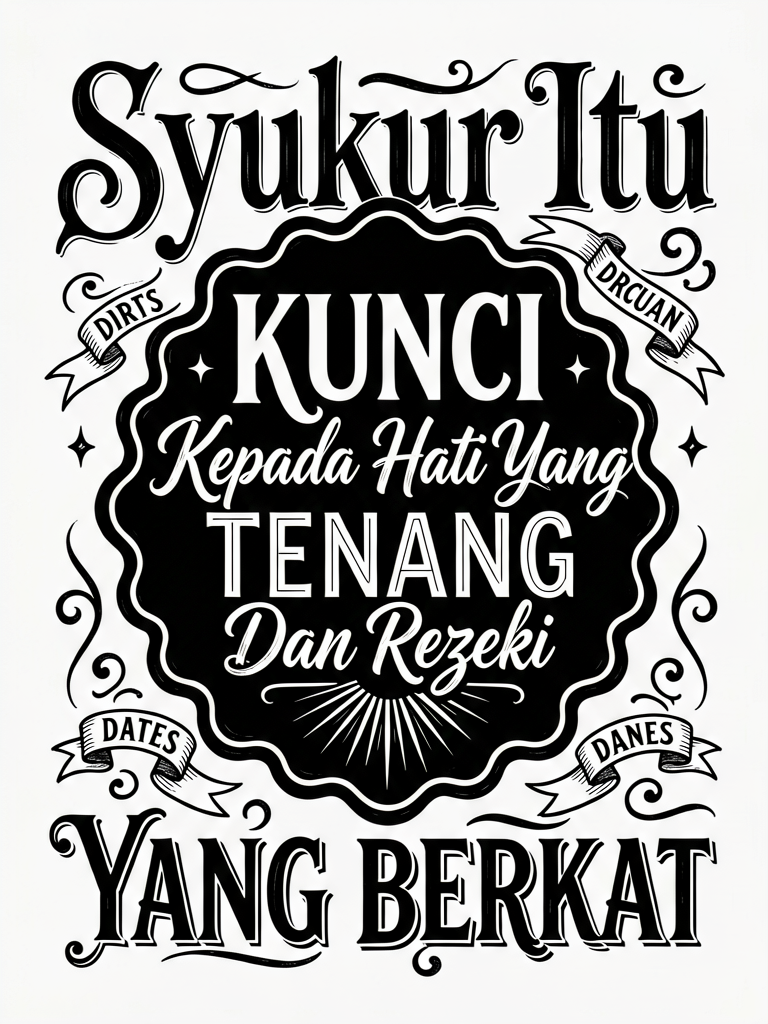 Syukur Itu
DIRTS
DRCUAN
KUNCI
Kepada Hati Yang
TENANG
Dan Rezeki
DATES
DANES
YANG BERKAT